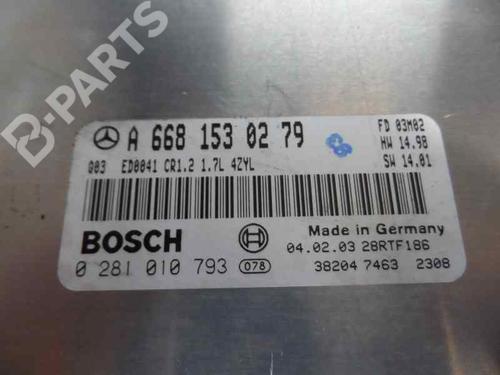 B-PARTS
A 668 153 02 79
FD 03M02
HW 14.98
G03 ED0041 CR1.2 1.7L 4ZYL
SW 14.01
BOSCH
Made in Germany
04.02.03 28RTF186
0 281 010 793 078
38204 7463 2308